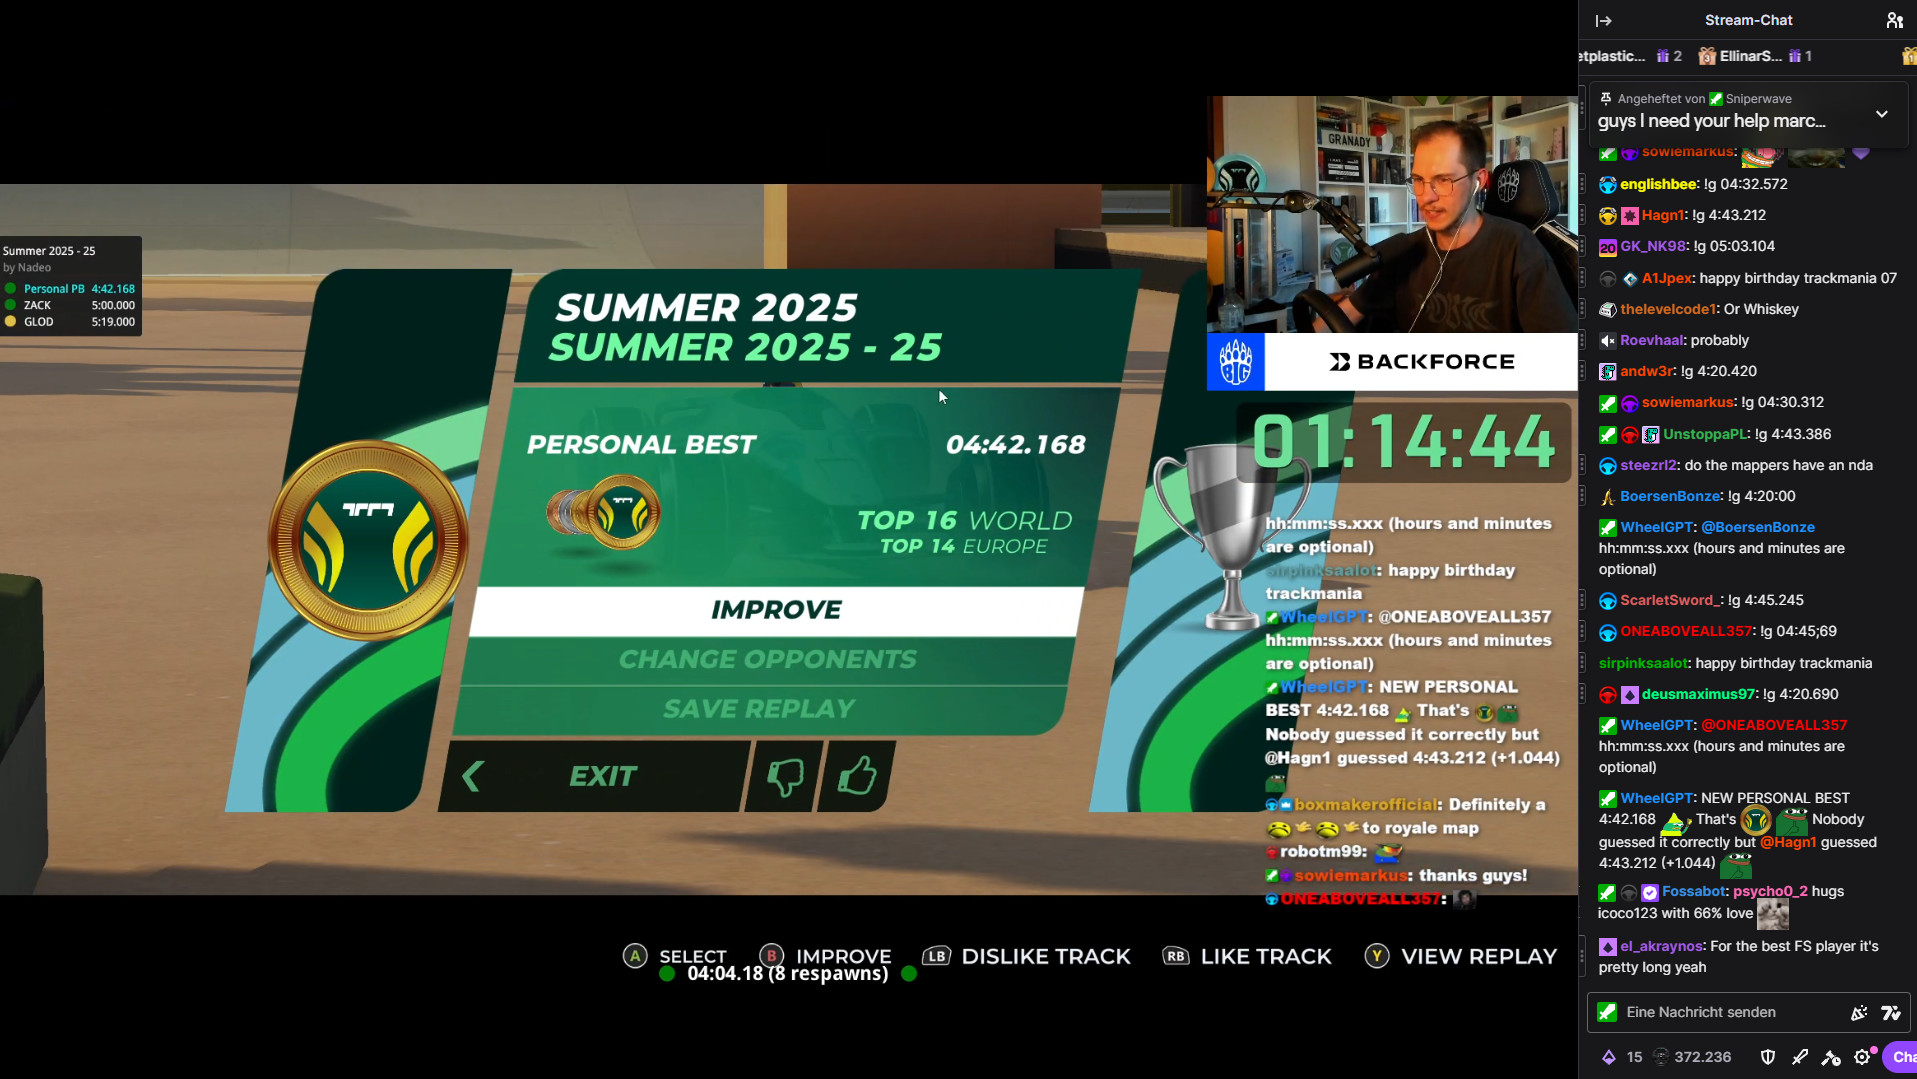 Summer 2025 - 25
by Nadeo
Personal PB 4:42.168
ZACK 5:00.000
GLOD 5:19.000
SUMMER 2025
SUMMER 2025 - 25
PERSONAL BEST 04:42.168
TOP 16 WORLD
TOP 14 EUROPE
IMPROVE
CHANGE OPPONENTS
SAVE REPLAY
EXIT
A SELECT B IMPROVE LB DISLIKE TRACK RB LIKE TRACK Y VIEW REPLAY
04:04.18 (8 respawns)
GRANADY
BIG
BACKFORCE
01:14:44
hh:mm:ss.xxx (hours and minutes
are optional)
sirpinksaalot: happy birthday
trackmania
WheelGPT: @ONEABOVEALL357
hh:mm:ss.xxx (hours and minutes
are optional)
WheelGPT: NEW PERSONAL
BEST 4:42.168 That's
Nobody guessed it correctly but
@Hagn1 guessed 4:43.212 (+1.044)
boxmakerofficial: Definitely a
to royale map
robotm99:
sowiemarkus: thanks guys!
ONEABOVEALL357:
Stream-Chat
etplastic... 2 EllinarS... 1
Angeheftet von Sniperwave
guys I need your help marc...
sowiemarkus:
englishbee: !g 04:32.572
Hagn1: !g 4:43.212
GK_NK98: !g 05:03.104
A1Jpex: happy birthday trackmania 07
thelevelcode1: Or Whiskey
Roevhaal: probably
andw3r: !g 4:20.420
sowiemarkus: !g 04:30.312
UnstoppaPL: !g 4:43.386
steezrl2: do the mappers have an nda
BoersenBonze: !g 4:20:00
WheelGPT: @BoersenBonze
hh:mm:ss.xxx (hours and minutes are
optional)
ScarletSword_: !g 4:45.245
ONEABOVEALL357: !g 04:45;69
sirpinksaalot: happy birthday trackmania
deusmaximus97: !g 4:20.690
WheelGPT: @ONEABOVEALL357
hh:mm:ss.xxx (hours and minutes are
optional)
WheelGPT: NEW PERSONAL BEST
4:42.168 That's Nobody
guessed it correctly but @Hagn1 guessed
4:43.212 (+1.044)
Fossabot: psycho0_2 hugs
icoco123 with 66% love
el_akraynos: For the best FS player it's
pretty long yeah
Eine Nachricht senden
15 372.236
Cha